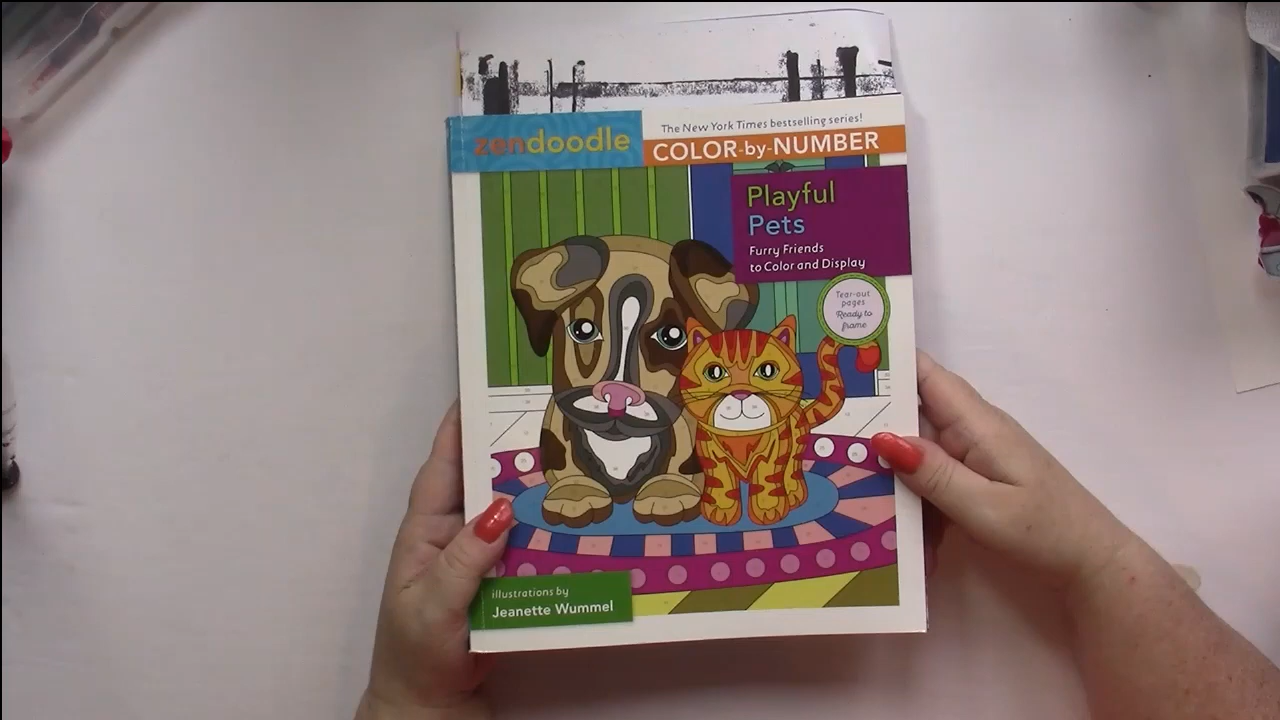 zendoodle
The New York Times bestselling series!
COLOR-by-NUMBER
Playful
Pets
Furry Friends
to Color and Display
Tear-out
pages
Ready to
frame
illustrations by
Jeanette Wummel